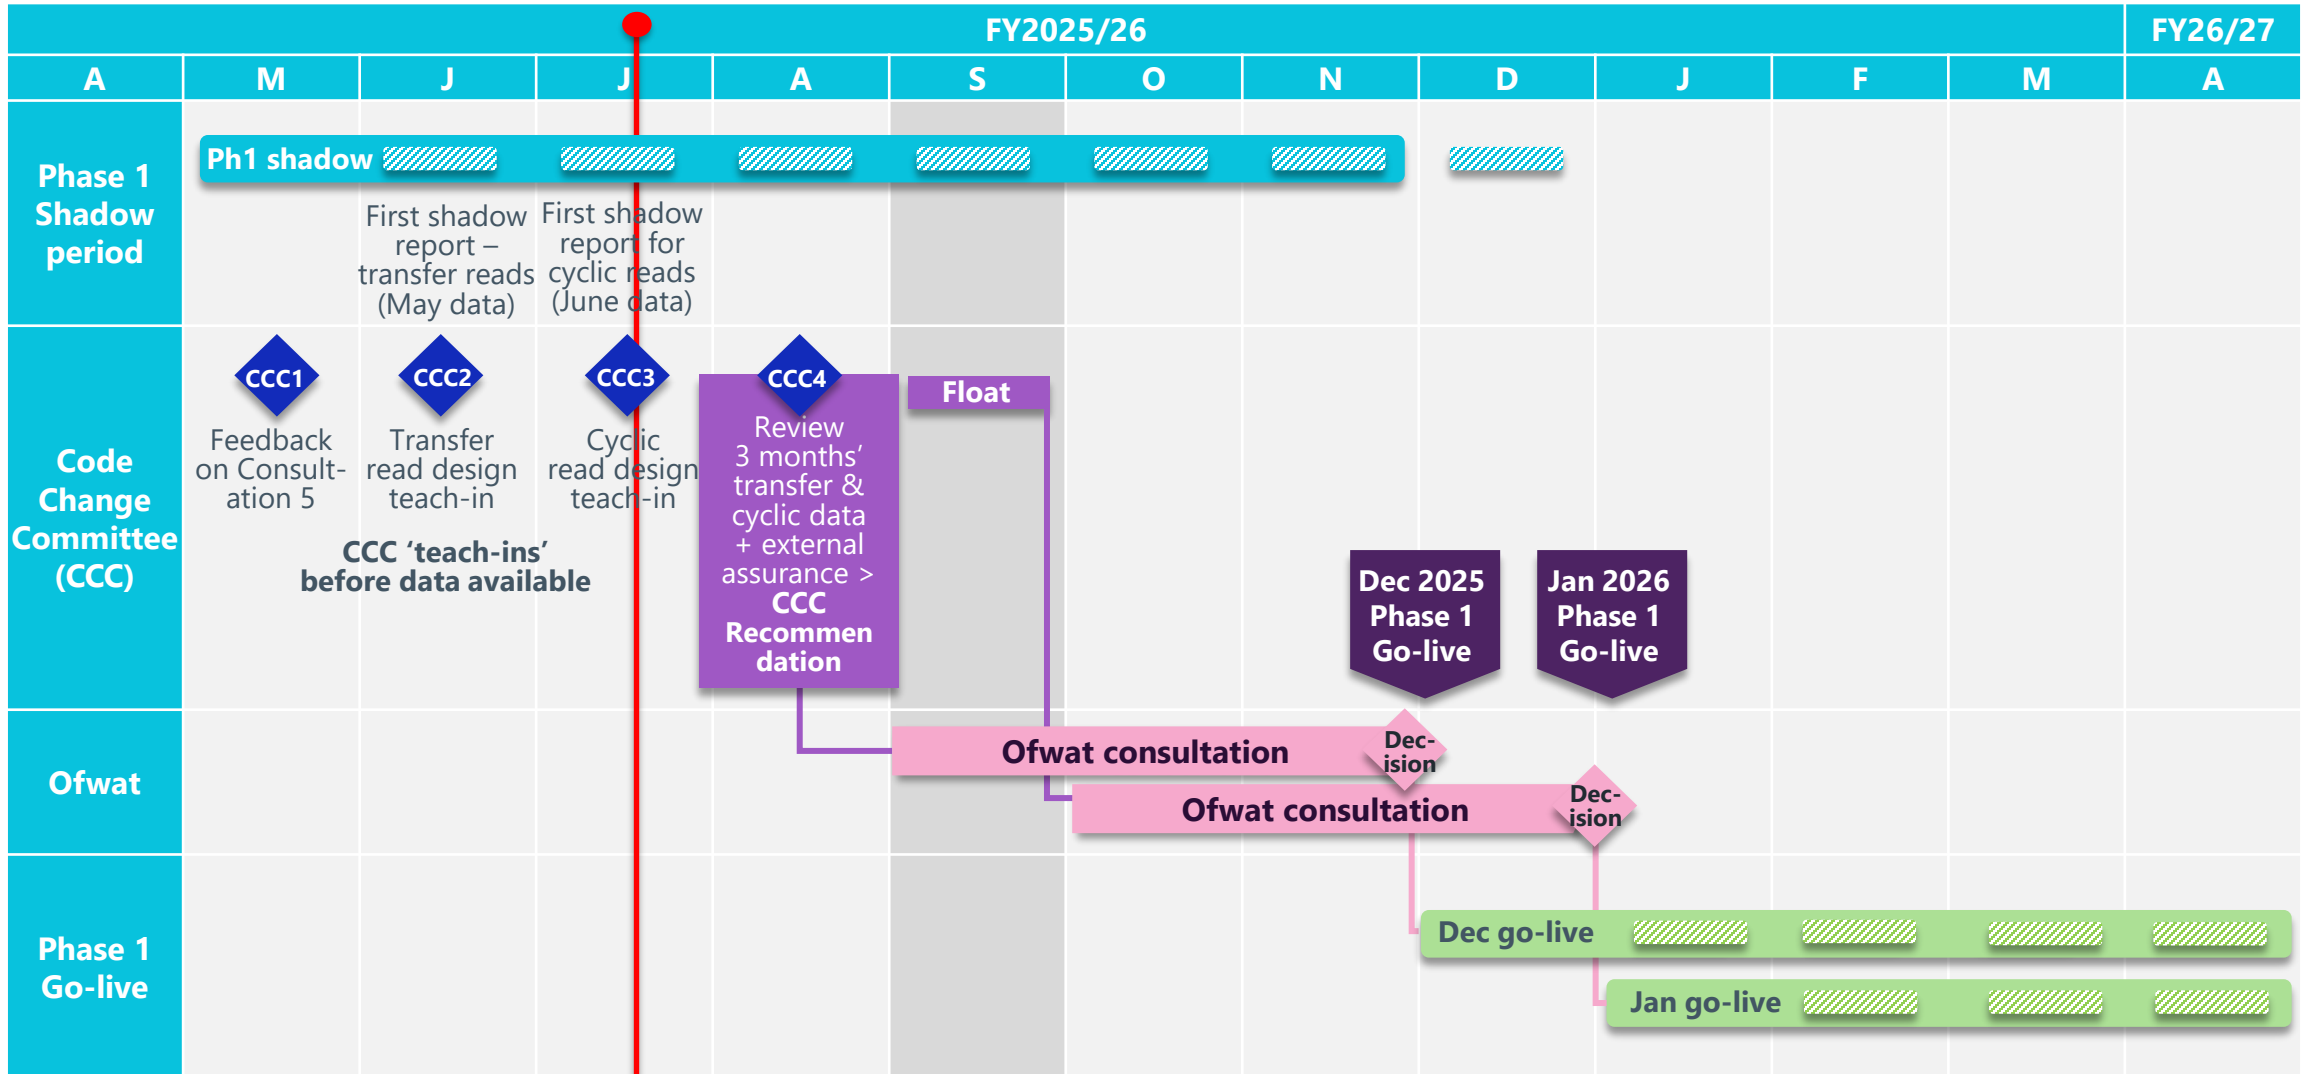 FY2025/26
FY26/27
A
M
J
J
A
S
O
N
D
J
F
M
A
Phase 1
Shadow
period
Ph1 shadow
First shadow
report –
transfer reads
(May data)
First shadow
report for
cyclic reads
(June data)
Code
Change
Committee
(CCC)
CCC1
Feedback
on Consult-
ation 5
CCC2
Transfer
read design
teach-in
CCC3
Cyclic
read design
teach-in
CCC ‘teach-ins’
before data available
CCC4
Review
3 months’
transfer &
cyclic data
+ external
assurance >
CCC
Recommen
dation
Float
Dec 2025
Phase 1
Go-live
Jan 2026
Phase 1
Go-live
Ofwat
Ofwat consultation
Dec-
ision
Ofwat consultation
Dec-
ision
Phase 1
Go-live
Dec go-live
Jan go-live